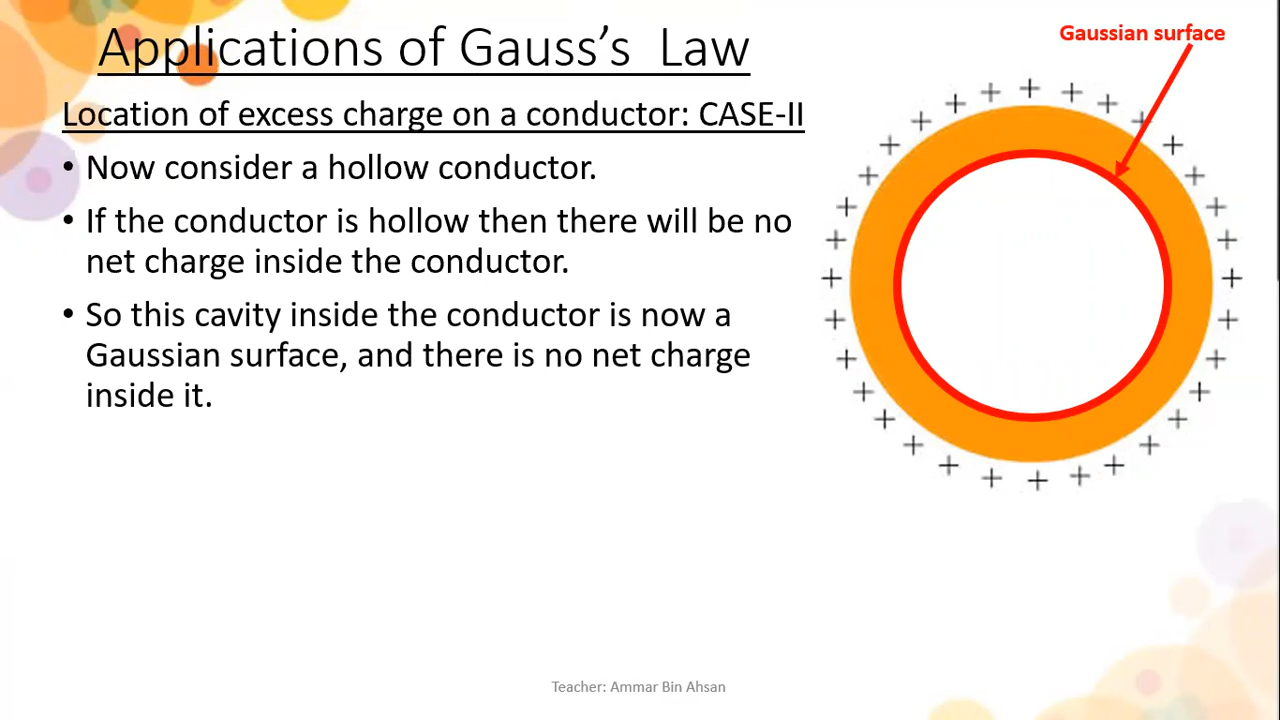 Applications of Gauss’s  Law
Gaussian surface
Location of excess charge on a conductor: CASE-II
• Now consider a hollow conductor.
• If the conductor is hollow then there will be no
net charge inside the conductor.
• So this cavity inside the conductor is now a
Gaussian surface, and there is no net charge
inside it.
Teacher: Ammar Bin Ahsan